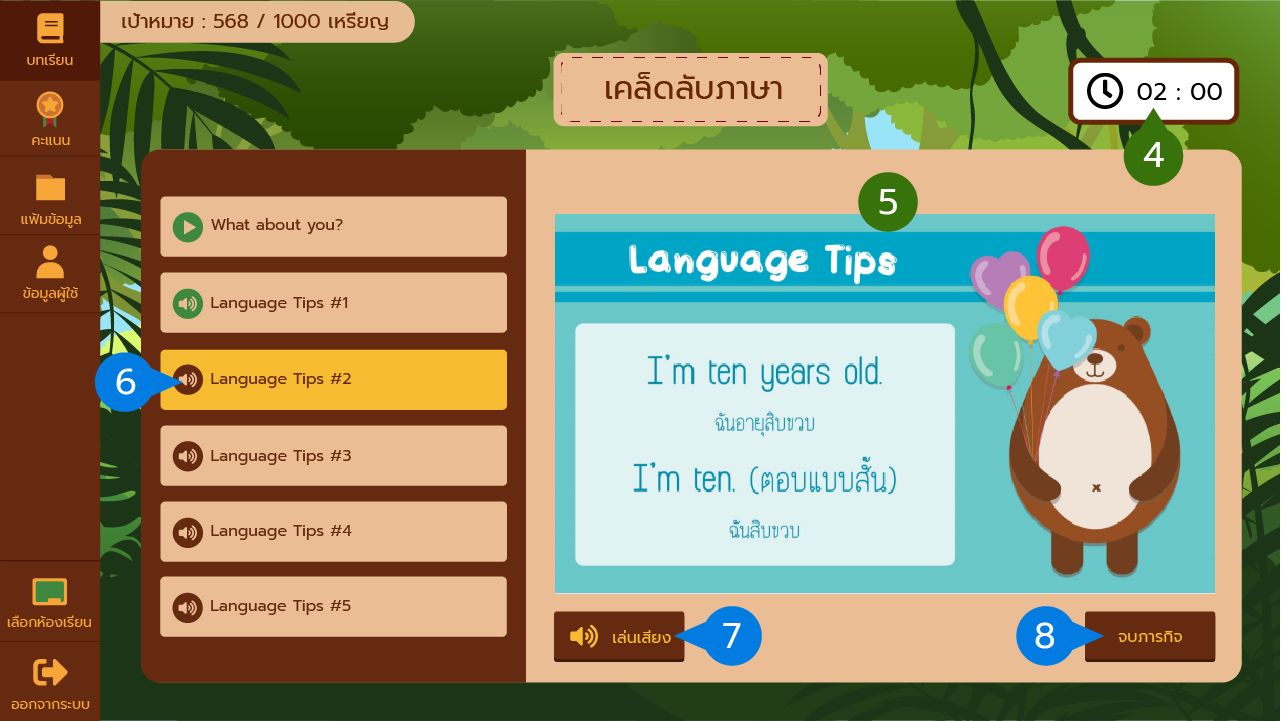 เป้าหมาย : 568 / 1000 เหรียญ
บทเรียน
คะแนน
แฟ้มข้อมูล
ข้อมูลผู้ใช้
เลือกห้องเรียน
ออกจากระบบ
เคล็ดลับภาษา
02 : 00
4
5
What about you?
Language Tips #1
Language Tips #2
6
Language Tips #3
Language Tips #4
Language Tips #5
Language Tips
I'm ten years old.
ฉันอายุสิบขวบ
I'm ten. (ตอบแบบสั้น)
ฉันสิบขวบ
เล่นเสียง
7
8
จบภารกิจ